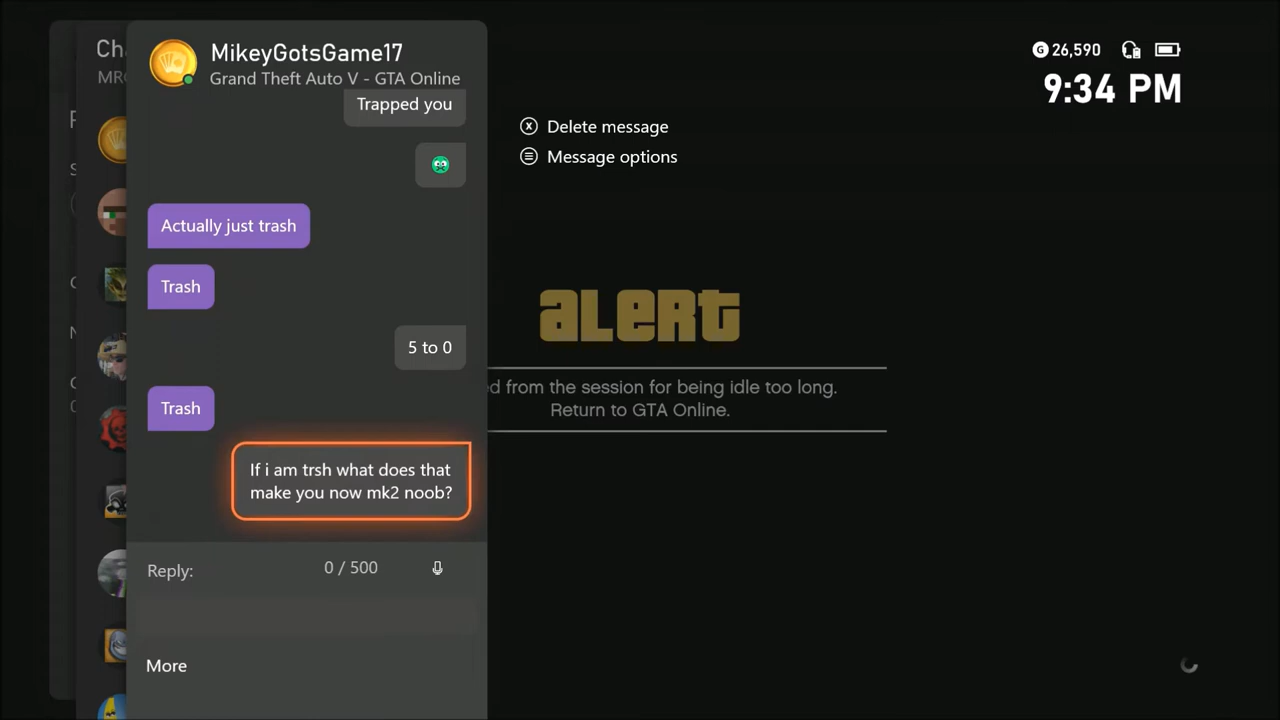 Ch
MRC
MikeyGotsGame17
Grand Theft Auto V - GTA Online
26,590
9:34 PM
Trapped you
Delete message
Message options
Actually just trash
Trash
5 to 0
Trash
If i am trsh what does that
make you now mk2 noob?
alert
d from the session for being idle too long.
Return to GTA Online.
Reply:
0 / 500
More